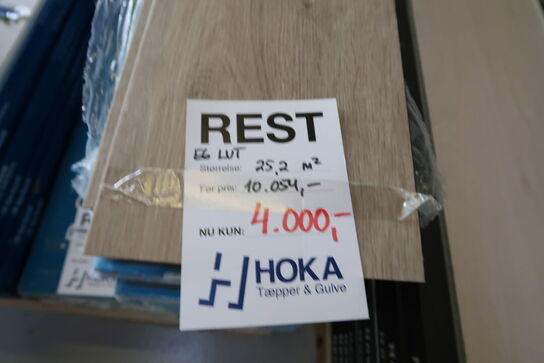 REST
EG LUT
Størrelse: 25,2 M²
Før pris: 10.054,-
4.000,-
NU KUN:
HOKA
Tæpper & Gulve